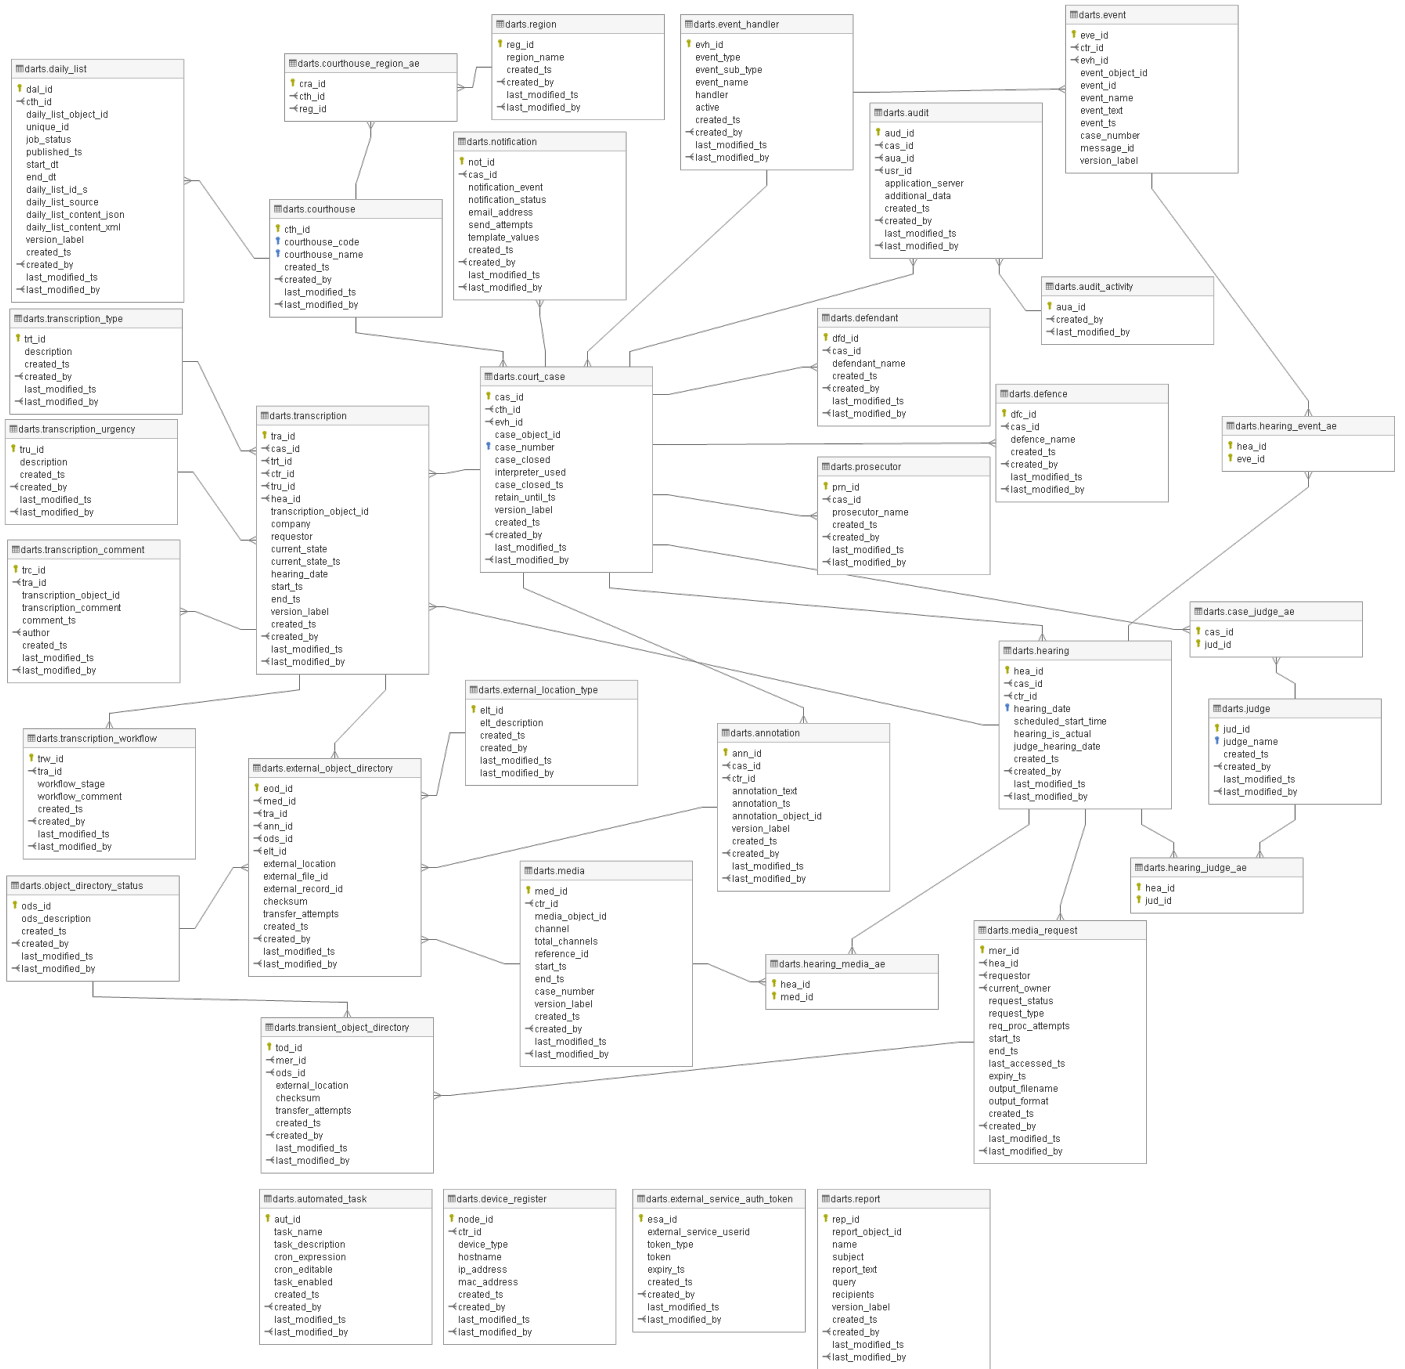 darts.region
reg_id
region_name
created_ts
created_by
last_modified_ts
last_modified_by
darts.event_handler
evh_id
event_type
event_sub_type
event_name
handler
active
created_ts
created_by
last_modified_ts
last_modified_by
darts.event
eve_id
ctr_id
evh_id
event_object_id
event_id
event_name
event_text
event_ts
case_number
message_id
version_label
darts.daily_list
dal_id
cth_id
daily_list_object_id
unique_id
job_status
published_ts
start_dt
end_dt
daily_list_id_s
daily_list_source
daily_list_content_json
daily_list_content_xml
version_label
created_ts
created_by
last_modified_ts
last_modified_by
darts.courthouse_region_ae
cra_id
cth_id
reg_id
darts.notification
not_id
cas_id
notification_event
notification_status
email_address
send_attempts
template_values
created_ts
created_by
last_modified_ts
last_modified_by
darts.audit
aud_id
cas_id
aua_id
usr_id
application_server
additional_data
created_ts
created_by
last_modified_ts
last_modified_by
darts.courthouse
cth_id
courthouse_code
courthouse_name
created_ts
created_by
last_modified_ts
last_modified_by
darts.audit_activity
aua_id
created_by
last_modified_by
darts.transcription_type
trt_id
description
created_ts
created_by
last_modified_ts
last_modified_by
darts.defendant
dfd_id
cas_id
defendant_name
created_ts
created_by
last_modified_ts
last_modified_by
darts.court_case
cas_id
cth_id
evh_id
case_object_id
case_number
case_closed
interpreter_used
case_closed_ts
retain_until_ts
version_label
created_ts
created_by
last_modified_ts
last_modified_by
darts.defence
dfc_id
cas_id
defence_name
created_ts
created_by
last_modified_ts
last_modified_by
darts.transcription
tra_id
cas_id
trt_id
ctr_id
tru_id
hea_id
transcription_object_id
company
requestor
current_state
current_state_ts
hearing_date
start_ts
end_ts
version_label
created_ts
created_by
last_modified_ts
last_modified_by
darts.transcription_urgency
tru_id
description
created_ts
created_by
last_modified_ts
last_modified_by
darts.hearing_event_ae
hea_id
eve_id
darts.prosecutor
prn_id
cas_id
prosecutor_name
created_ts
created_by
last_modified_ts
last_modified_by
darts.transcription_comment
trc_id
tra_id
transcription_object_id
transcription_comment
comment_ts
author
created_ts
last_modified_ts
last_modified_by
darts.case_judge_ae
cas_id
jud_id
darts.hearing
hea_id
cas_id
ctr_id
hearing_date
scheduled_start_time
hearing_is_actual
judge_hearing_date
created_ts
created_by
last_modified_ts
last_modified_by
darts.external_location_type
elt_id
elt_description
created_ts
created_by
last_modified_ts
last_modified_by
darts.judge
jud_id
judge_name
created_ts
created_by
last_modified_ts
last_modified_by
darts.annotation
ann_id
cas_id
ctr_id
annotation_text
annotation_ts
annotation_object_id
version_label
created_ts
created_by
last_modified_ts
last_modified_by
darts.transcription_workflow
trw_id
tra_id
workflow_stage
workflow_comment
created_ts
created_by
last_modified_ts
last_modified_by
darts.external_object_directory
eod_id
med_id
tra_id
ann_id
ods_id
elt_id
external_location
external_file_id
external_record_id
checksum
transfer_attempts
created_ts
created_by
last_modified_ts
last_modified_by
darts.hearing_judge_ae
hea_id
jud_id
darts.media
med_id
ctr_id
media_object_id
channel
total_channels
reference_id
start_ts
end_ts
case_number
version_label
created_ts
created_by
last_modified_ts
last_modified_by
darts.object_directory_status
ods_id
ods_description
created_ts
created_by
last_modified_ts
last_modified_by
darts.media_request
mer_id
hea_id
requestor
current_owner
request_status
request_type
req_proc_attempts
start_ts
end_ts
last_accessed_ts
expiry_ts
output_filename
output_format
created_ts
created_by
last_modified_ts
last_modified_by
darts.hearing_media_ae
hea_id
med_id
darts.transient_object_directory
tod_id
mer_id
ods_id
external_location
checksum
transfer_attempts
created_ts
created_by
last_modified_ts
last_modified_by
darts.automated_task
aut_id
task_name
task_description
cron_expression
cron_editable
task_enabled
created_ts
created_by
last_modified_ts
last_modified_by
darts.device_register
node_id
ctr_id
device_type
hostname
ip_address
mac_address
created_ts
created_by
last_modified_ts
last_modified_by
darts.external_service_auth_token
esa_id
external_service_userid
token_type
token
expiry_ts
created_ts
created_by
last_modified_ts
last_modified_by
darts.report
rep_id
report_object_id
name
subject
report_text
query
recipients
version_label
created_ts
created_by
last_modified_ts
last_modified_by